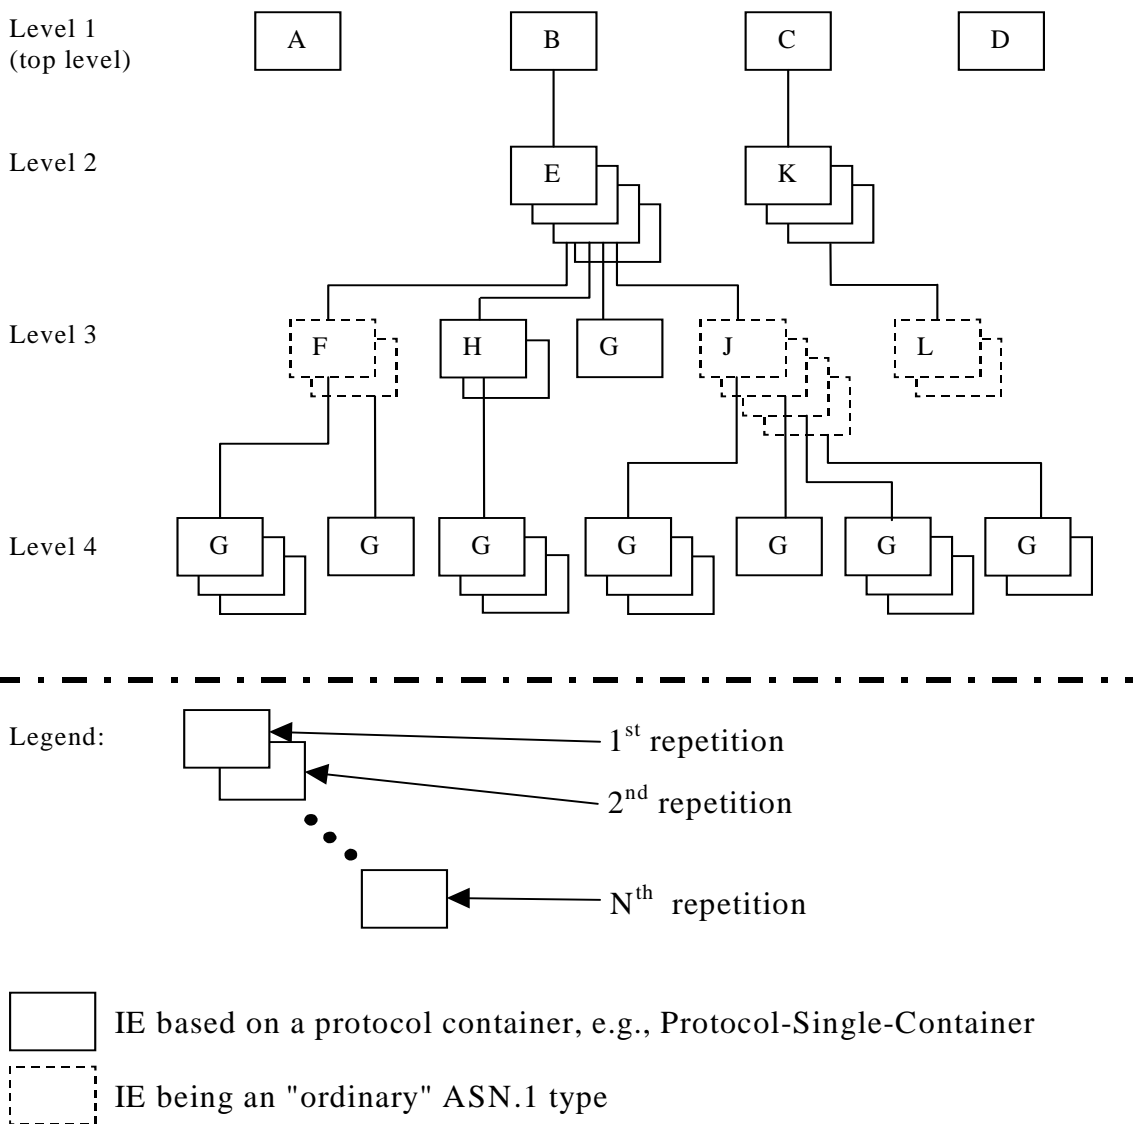 Level 1
(top level)
A B C D
Level 2
E K
Level 3
F H G J L
Level 4
G G G G G G G
Legend:
1st repetition
2nd repetition
Nth repetition
IE based on a protocol container, e.g., Protocol-Single-Container
IE being an "ordinary" ASN.1 type